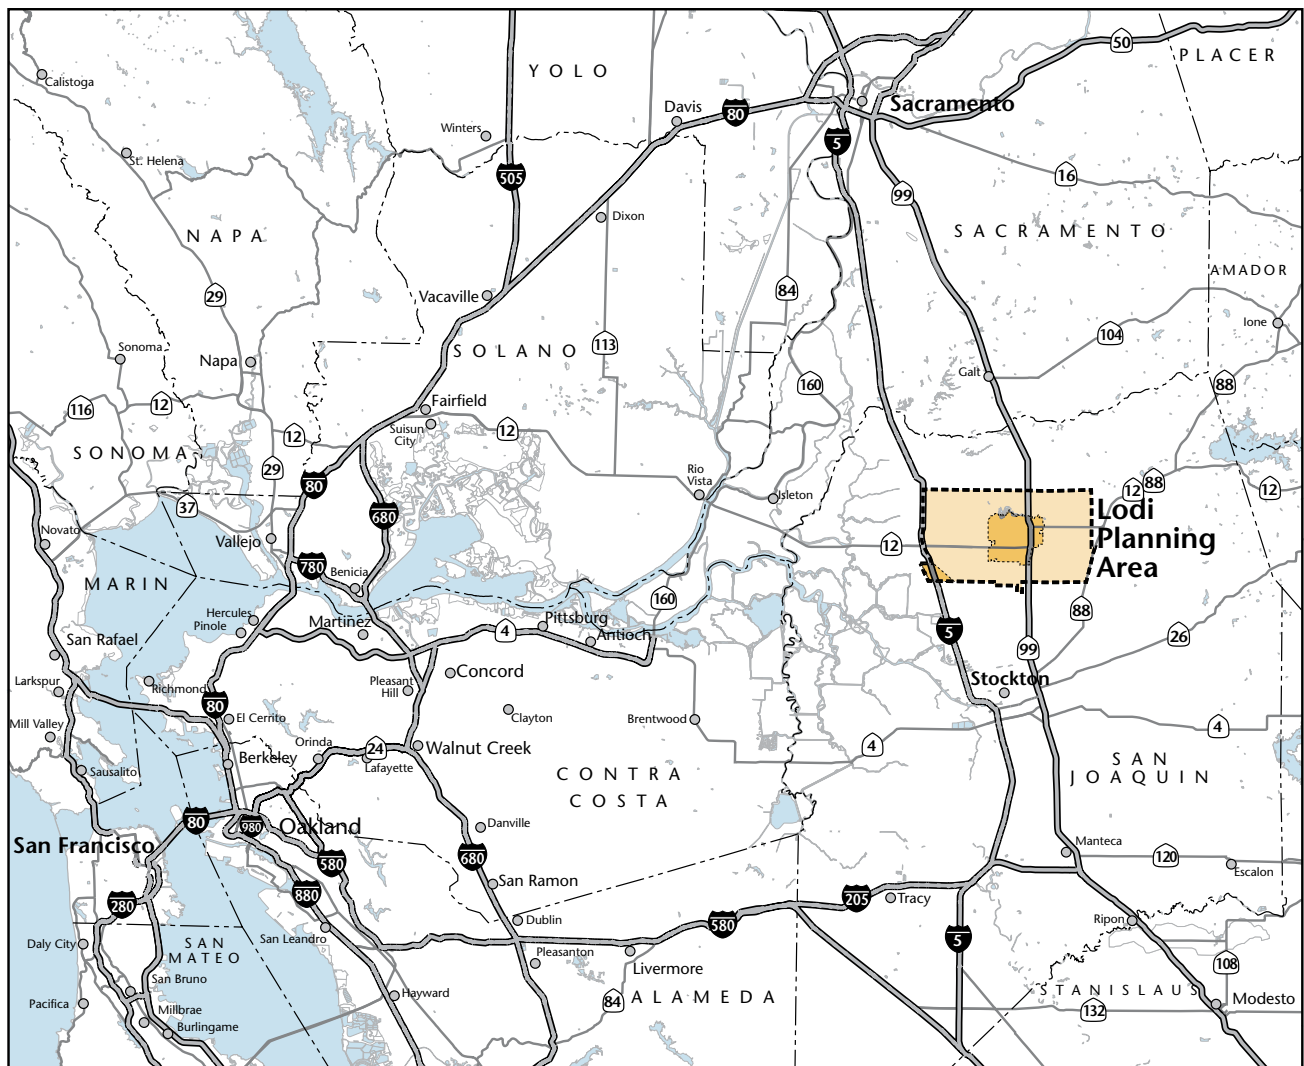 50
PLACER
YOLO
Calistoga
Davis
80
Sacramento
Winters
5
St. Helena
505
16
99
Dixon
NAPA
SACRAMENTO
AMADOR
29
Vacaville
84
Ione
104
Sonoma
SOLANO
113
Napa
Galt
160
88
116
12
Fairfield
Suisun
City
12
12
SONOMA
29
80
Rio
Vista
Isleton
12
88
12
37
680
Lodi
Planning
Area
Novato
Vallejo
12
780
Benicia
MARIN
160
88
Hercules
Pinole
Martinez
4
Pittsburg
Antioch
5
26
San Rafael
99
Concord
Stockton
Larkspur
Richmond
Pleasant
Hill
80
El Cerrito
Clayton
Brentwood
Mill Valley
4
Orinda
24
Walnut Creek
4
Berkeley
Lafayette
Sausalito
CONTRA
COSTA
SAN
JOAQUIN
80
980
Oakland
Danville
San Francisco
Manteca
580
680
120
Escalon
San Ramon
280
880
205
Tracy
Dublin
580
Ripon
San Leandro
5
Daly City
SAN
MATEO
Pleasanton
Livermore
108
San Bruno
Hayward
84
ALAMEDA
STANISLAUS
Pacifica
Millbrae
132
Modesto
Burlingame